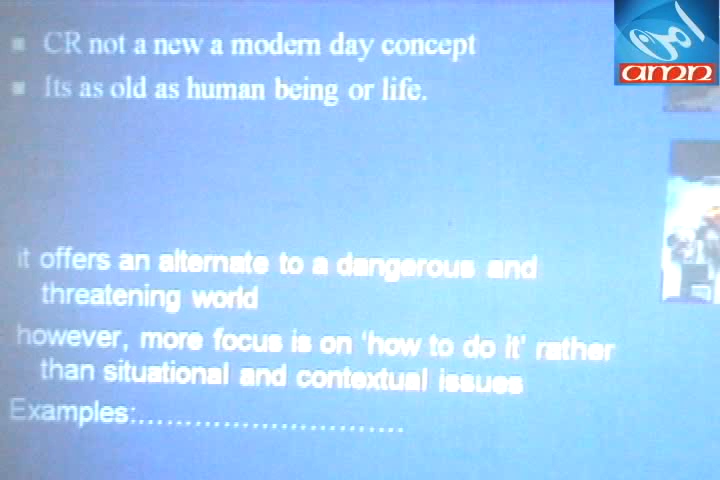 CR not a new a modern day concept
Its as old as human being or life.
it offers an alternate to a dangerous and
threatening world
however, more focus is on 'how to do it' rather
than situational and contextual issues
Examples:............................
amn